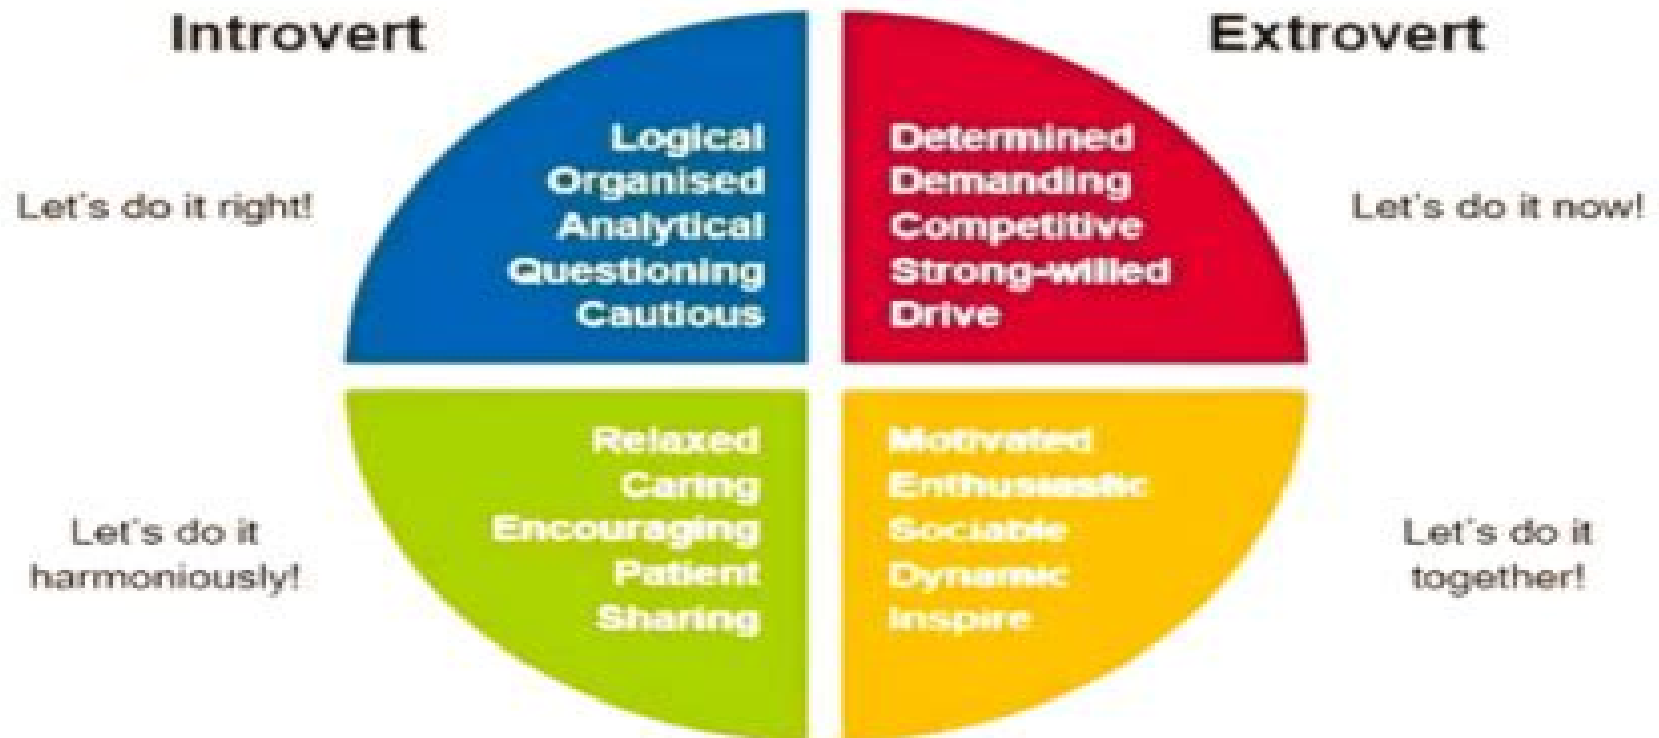 Introvert
Extrovert
Let's do it right!
Logical
Organised
Analytical
Questioning
Cautious
Determined
Demanding
Competitive
Strong-willed
Drive
Let's do it now!
Let's do it
harmoniously!
Relaxed
Caring
Encouraging
Patient
Sharing
Motivated
Enthusiastic
Sociable
Dynamic
Inspire
Let's do it
together!